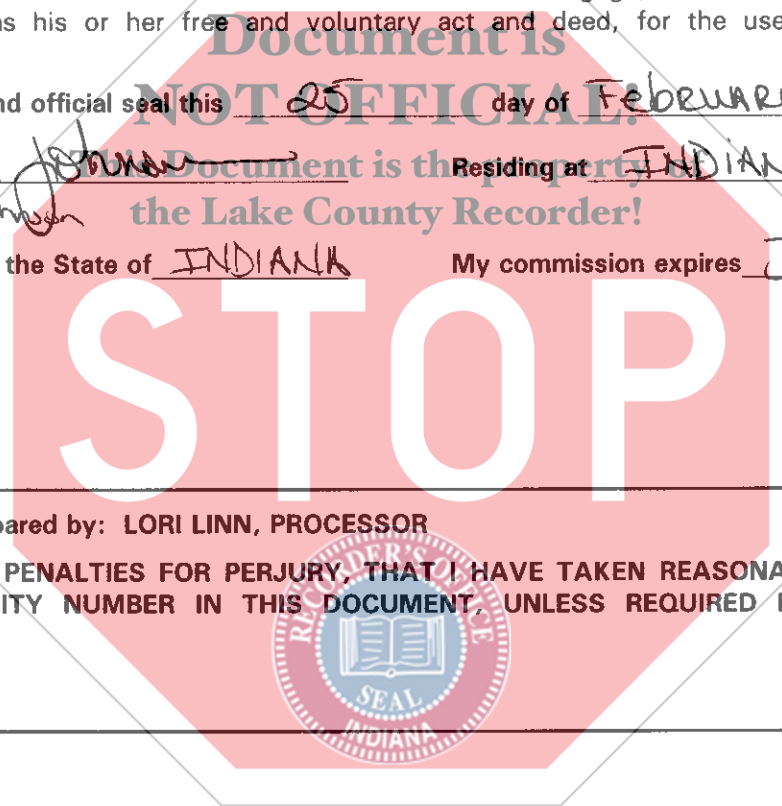 as his or her free and voluntary act and deed, for the use
Document is
nd official seal this 25 day of FebRUAR
NOT OFFICIAL!
Residing at INDIAN
This Document is the property of
the Lake County Recorder!
the State of INDIANA My commission expires
STOP
pared by: LORI LINN, PROCESSOR
PENALTIES FOR PERJURY, THAT I HAVE TAKEN REASONA
ITY NUMBER IN THIS DOCUMENT, UNLESS REQUIRED
RECORDER'S OFFICE
SEAL
INDIANA